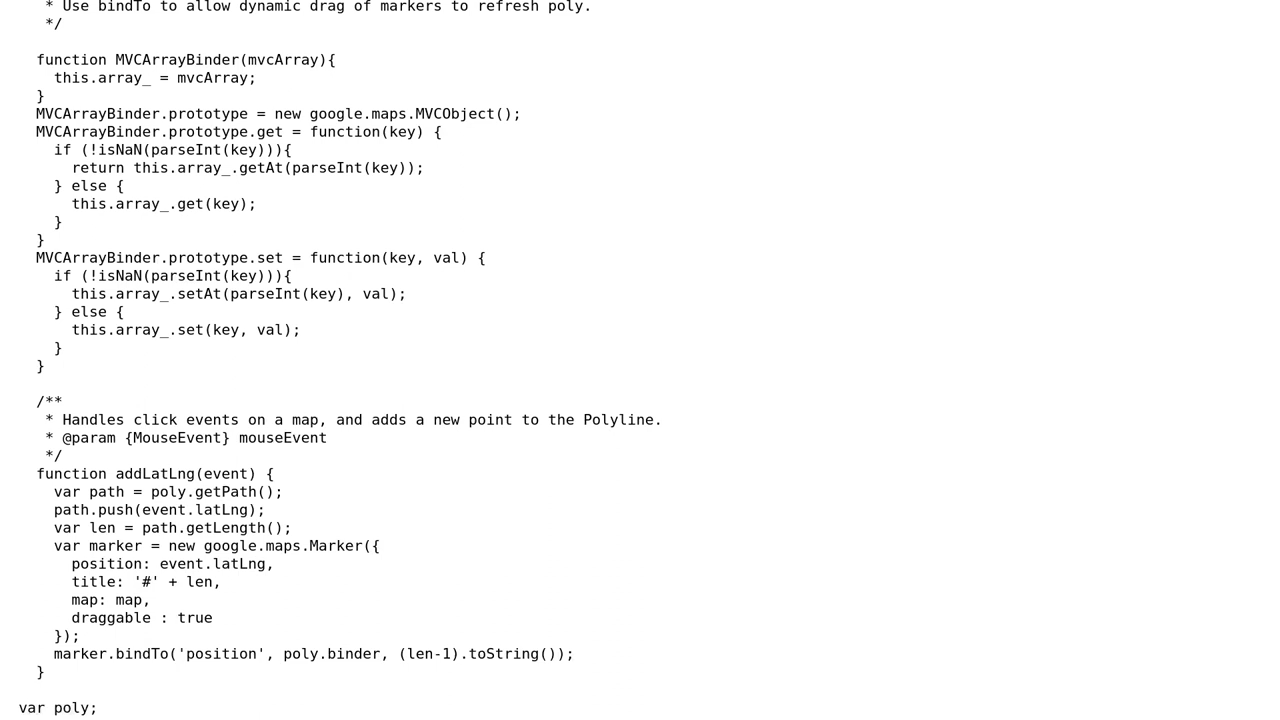 * Use bindTo to allow dynamic drag of markers to refresh poly.
 */

function MVCArrayBinder(mvcArray){
  this.array_ = mvcArray;
}
MVCArrayBinder.prototype = new google.maps.MVCObject();
MVCArrayBinder.prototype.get = function(key) {
  if (!isNaN(parseInt(key))){
    return this.array_.getAt(parseInt(key));
  } else {
    this.array_.get(key);
  }
}
MVCArrayBinder.prototype.set = function(key, val) {
  if (!isNaN(parseInt(key))){
    this.array_.setAt(parseInt(key), val);
  } else {
    this.array_.set(key, val);
  }
}

/**
 * Handles click events on a map, and adds a new point to the Polyline.
 * @param {MouseEvent} mouseEvent
 */
function addLatLng(event) {
  var path = poly.getPath();
  path.push(event.latLng);
  var len = path.getLength();
  var marker = new google.maps.Marker({
    position: event.latLng,
    title: '#' + len,
    map: map,
    draggable : true
  });
  marker.bindTo('position', poly.binder, (len-1).toString());
}

var poly;